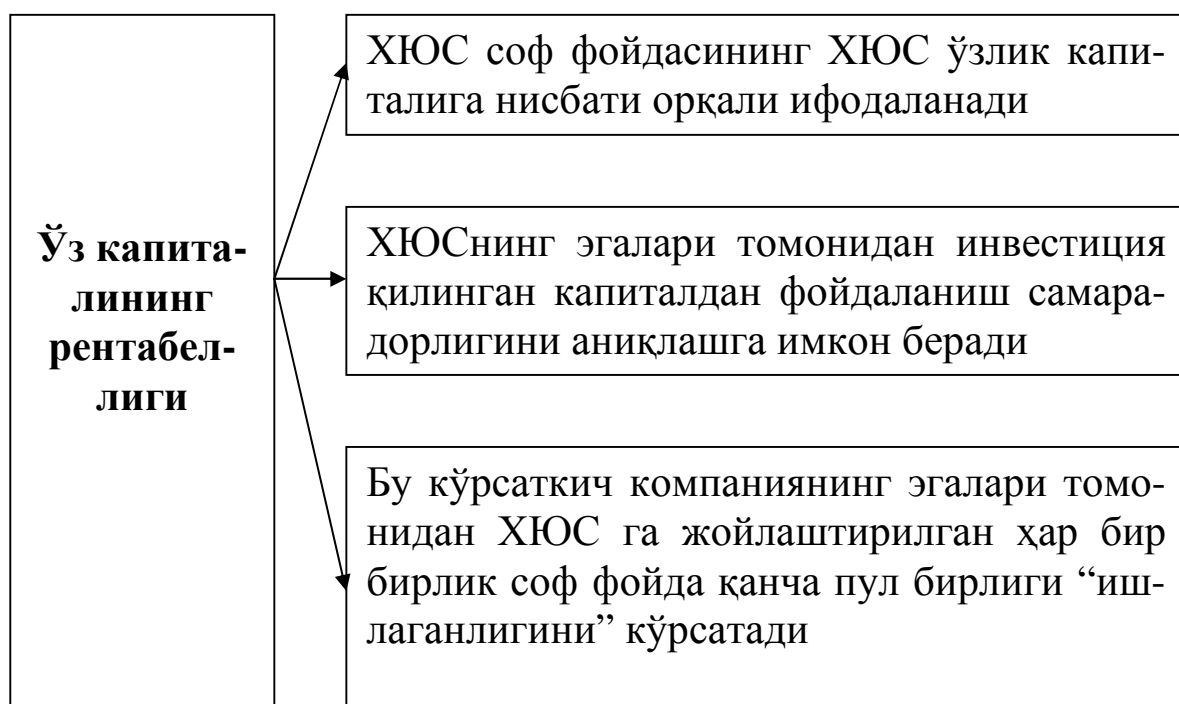 Ўз капита-
лининг
рентабел-
лиги
ХЮС соф фойдасининг ХЮС ўзлик капи-
талига нисбати орқали ифодаланади
ХЮСнинг эгалари томонидан инвестиция
қилинган капиталдан фойдаланиш самара-
дорлигини аниқлашга имкон беради
Бу кўрсаткич компаниянинг эгалари томо-
нидан ХЮС га жойлаштирилган ҳар бир
бирлик соф фойда қанча пул бирлиги “иш-
лаганлигини” кўрсатади